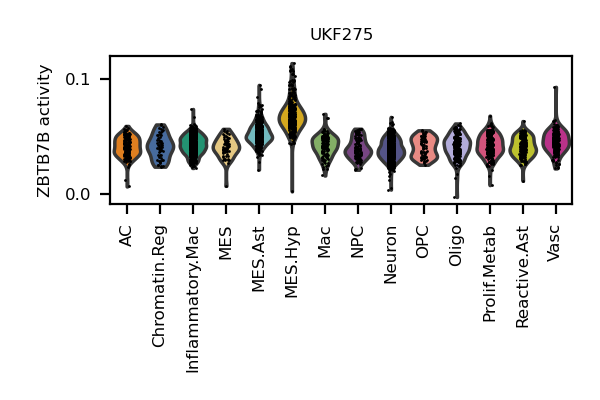 UKF275
ZBTB7B activity
0.1
0.0
AC
Chromatin.Reg
Inflammatory.Mac
MES
MES.Ast
MES.Hyp
Mac
NPC
Neuron
OPC
Oligo
Prolif.Metab
Reactive.Ast
Vasc